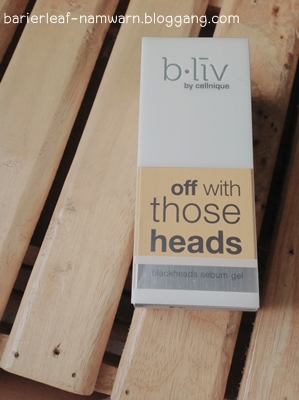 barierleaf-namwarn.bloggang.com
b·līv
by cellnique
off with
those
heads
blackheads sebum gel